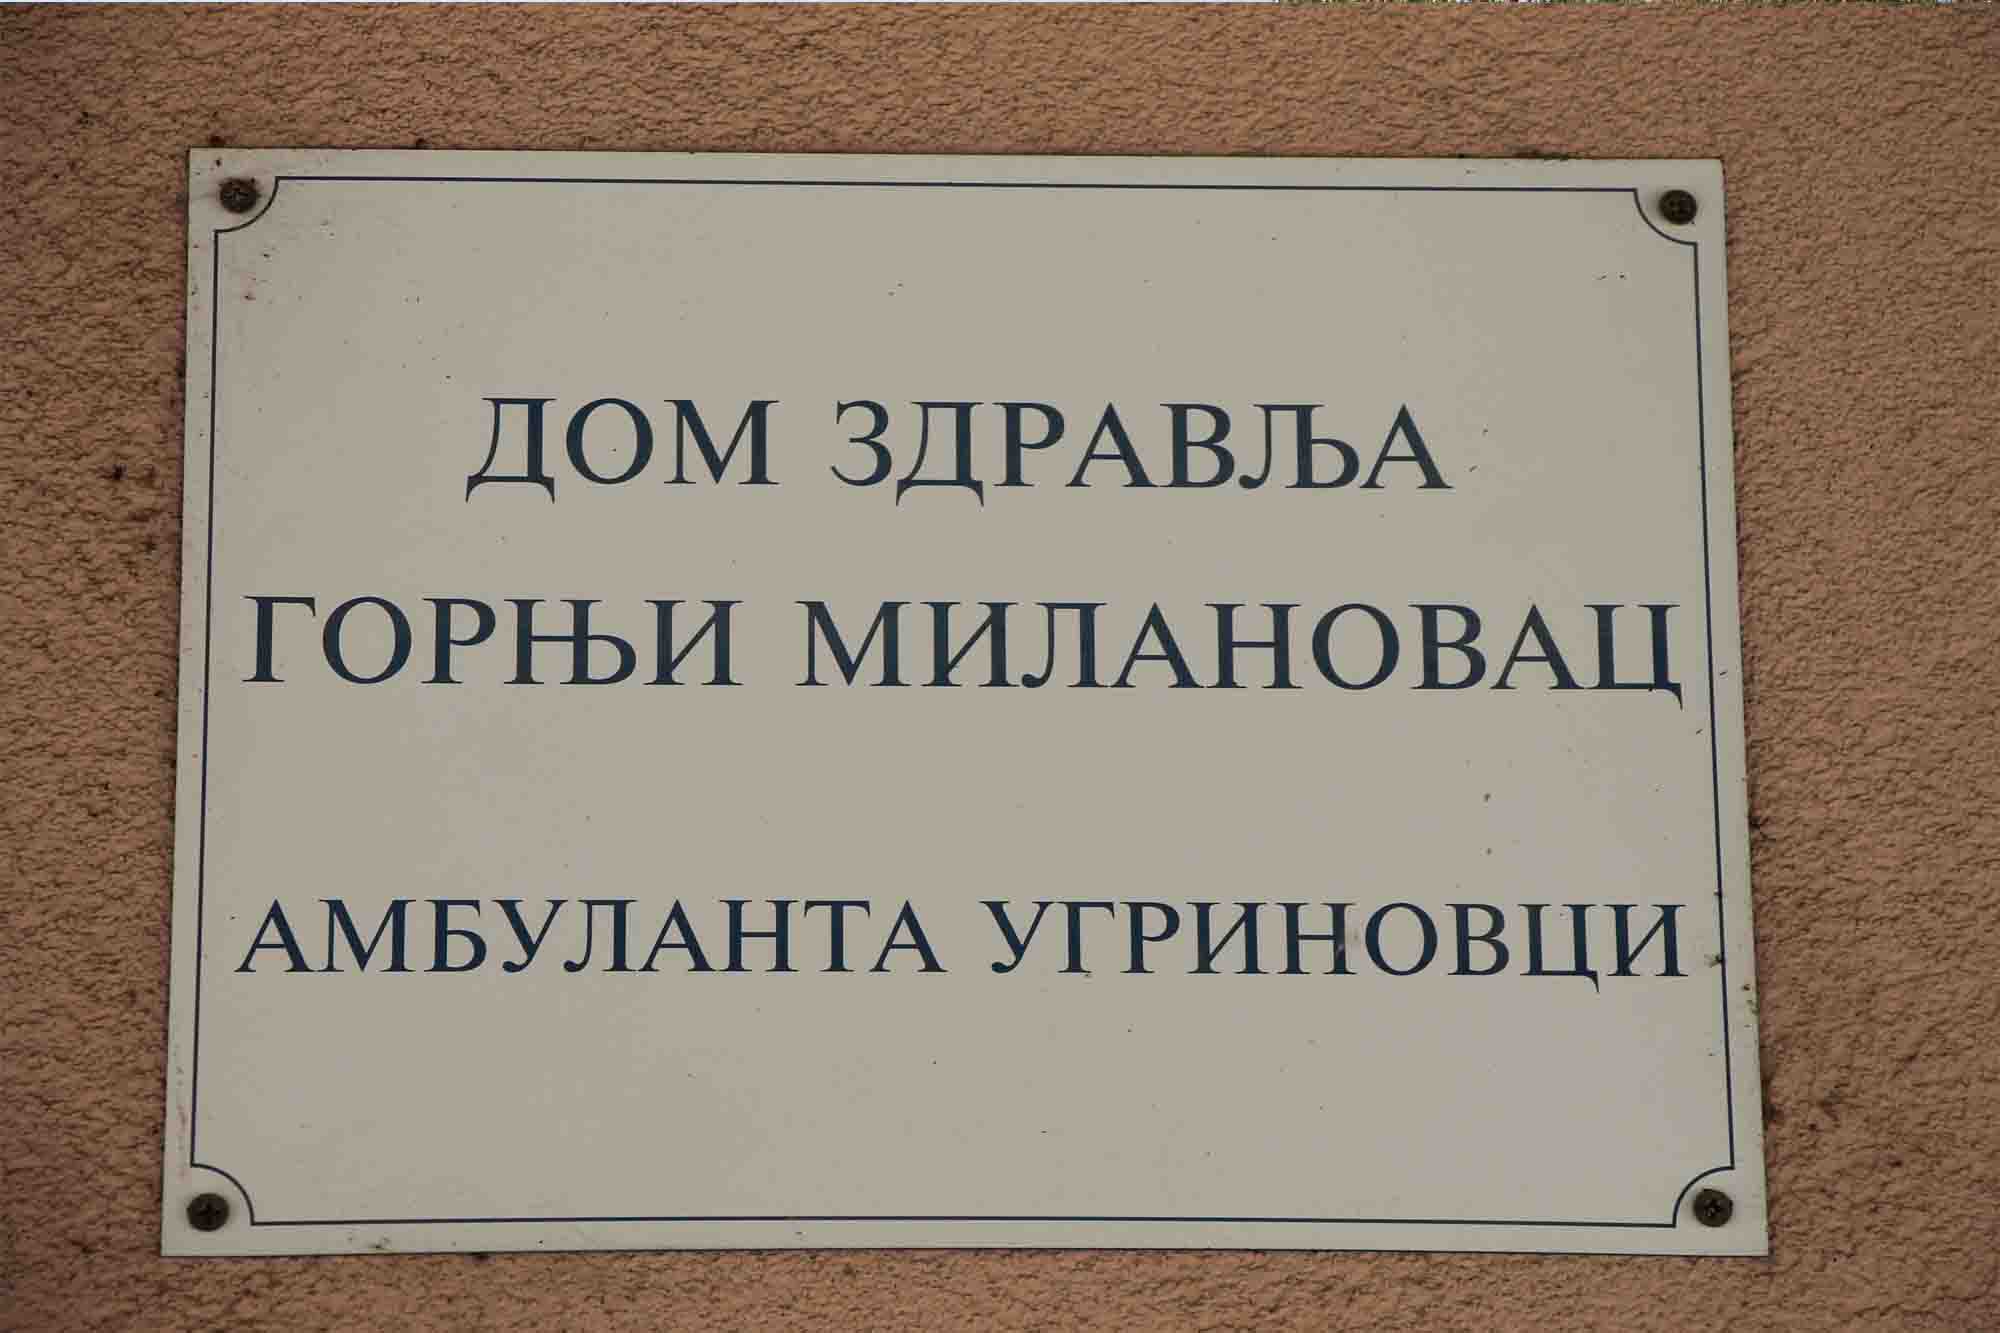 ДОМ ЗДРАВЉА
ГОРЊИ МИЛАНОВАЦ
АМБУЛАНТА УГРИНОВЦИ